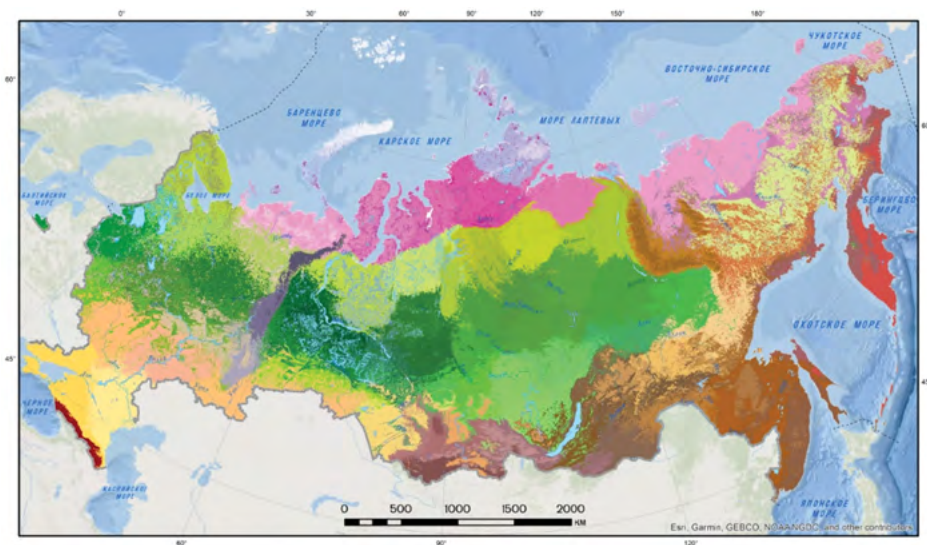 0° 30° 60° 90° 120° 150° 180°
ЧУКОТСКОЕ
МОРЕ
60°
ВОСТОЧНО-СИБИРСКОЕ
МОРЕ
БАРЕНЦЕВО
МОРЕ
МОРЕ ЛАПТЕВЫХ
КАРСКОЕ МОРЕ
БАЛТИЙСКОЕ
МОРЕ
БЕЛОЕ МОРЕ
БЕРИНГОВО
МОРЕ
ОХОТСКОЕ МОРЕ
45°
ЧЕРНОЕ
МОРЕ
КАСПИЙСКОЕ
МОРЕ
0 500 1000 1500 2000
КМ
ЯПОНСКОЕ
МОРЕ
Esri, Garmin, GEBCO, NOAA NGDC, and other contributors
60° 90° 120°